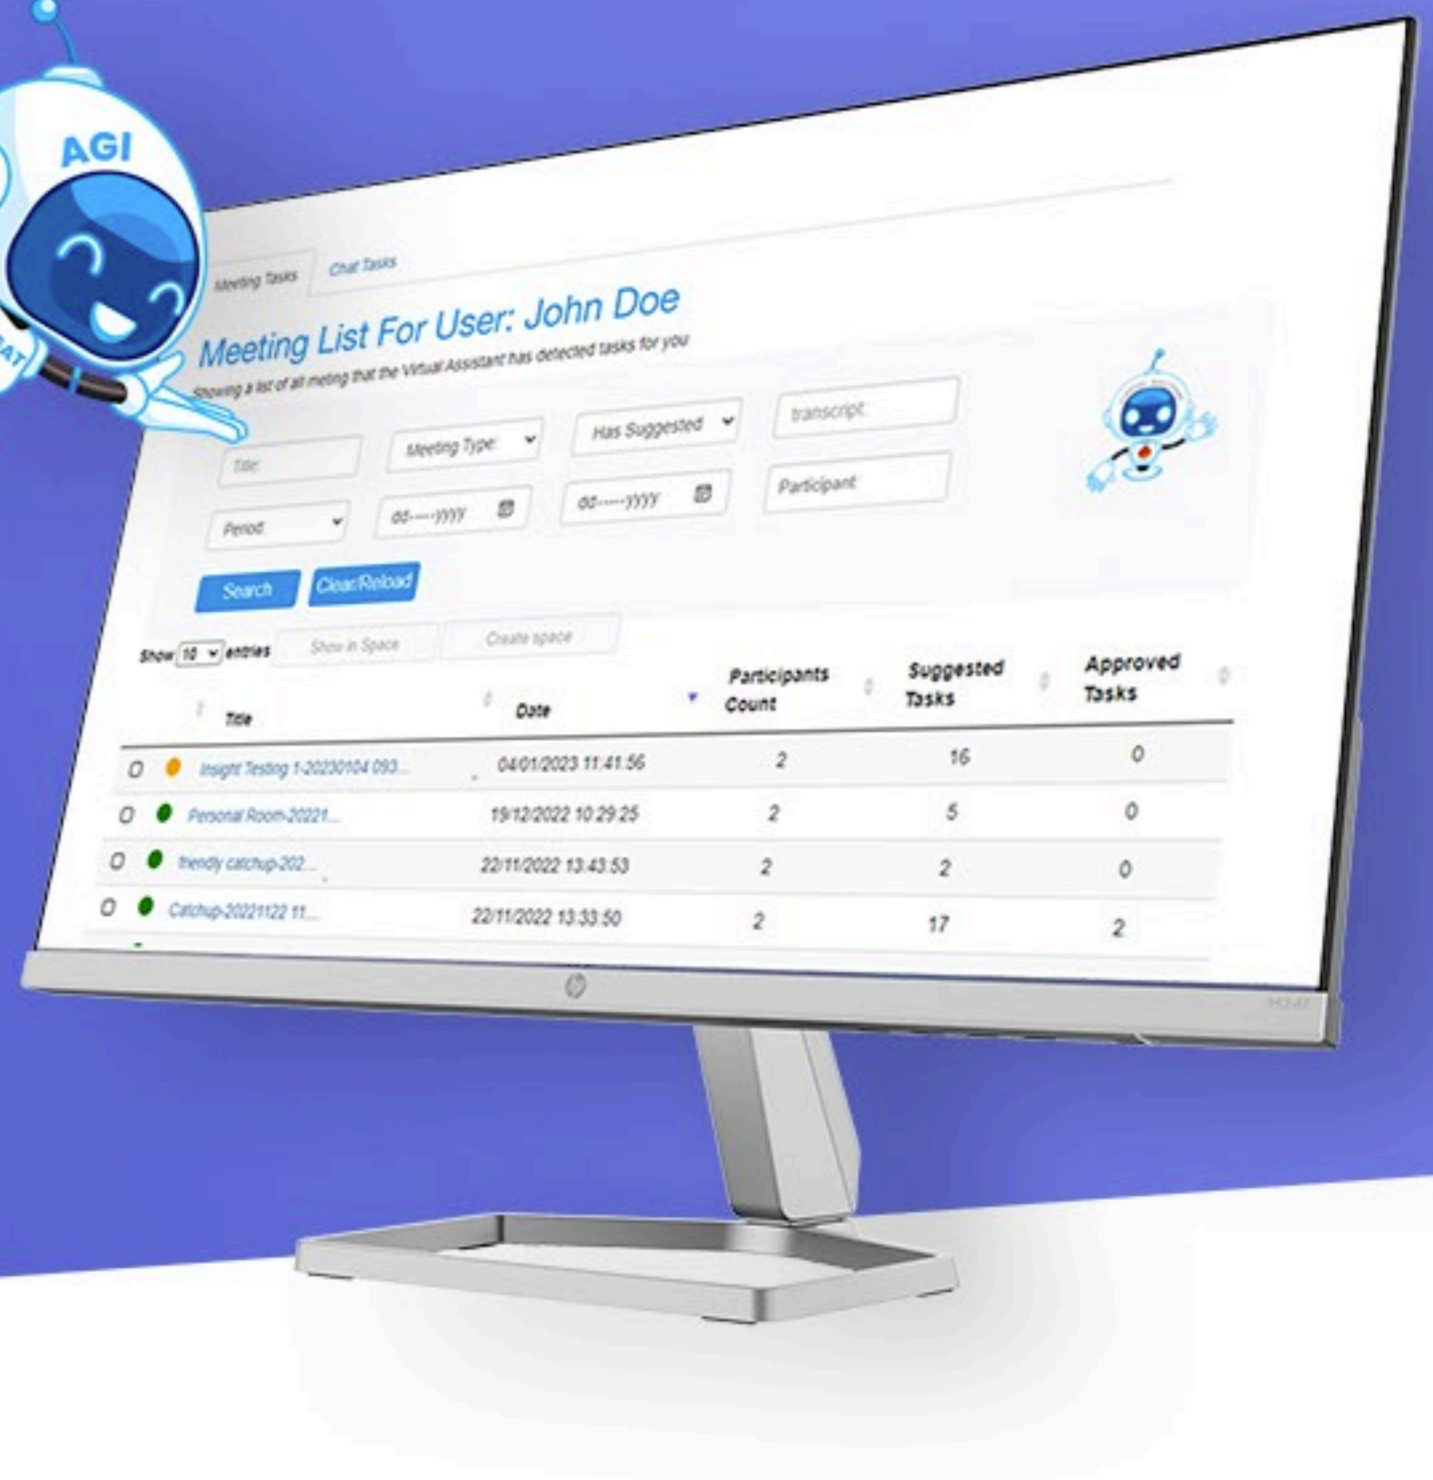 AGI
Meeting Tasks Chat Tasks
Meeting List For User: John Doe
Showing a list of all meting that the Virtual Assistant has detected tasks for you
Title: Meeting Type: Has Suggested transcript:
Period: dd-----yyyy dd-----yyyy Participant:
Search Clear/Reload
Show 10 entries Show in Space Create space
Title Date Participants Count Suggested Tasks Approved Tasks
Insight Testing 1-20230104 093... 04/01/2023 11:41:56 2 16 0
Personal Room-20221... 19/12/2022 10:29:25 2 5 0
friendly catchup-202... 22/11/2022 13:43:53 2 2 0
Catchup-20221122 11... 22/11/2022 13:33:50 2 17 2
hp